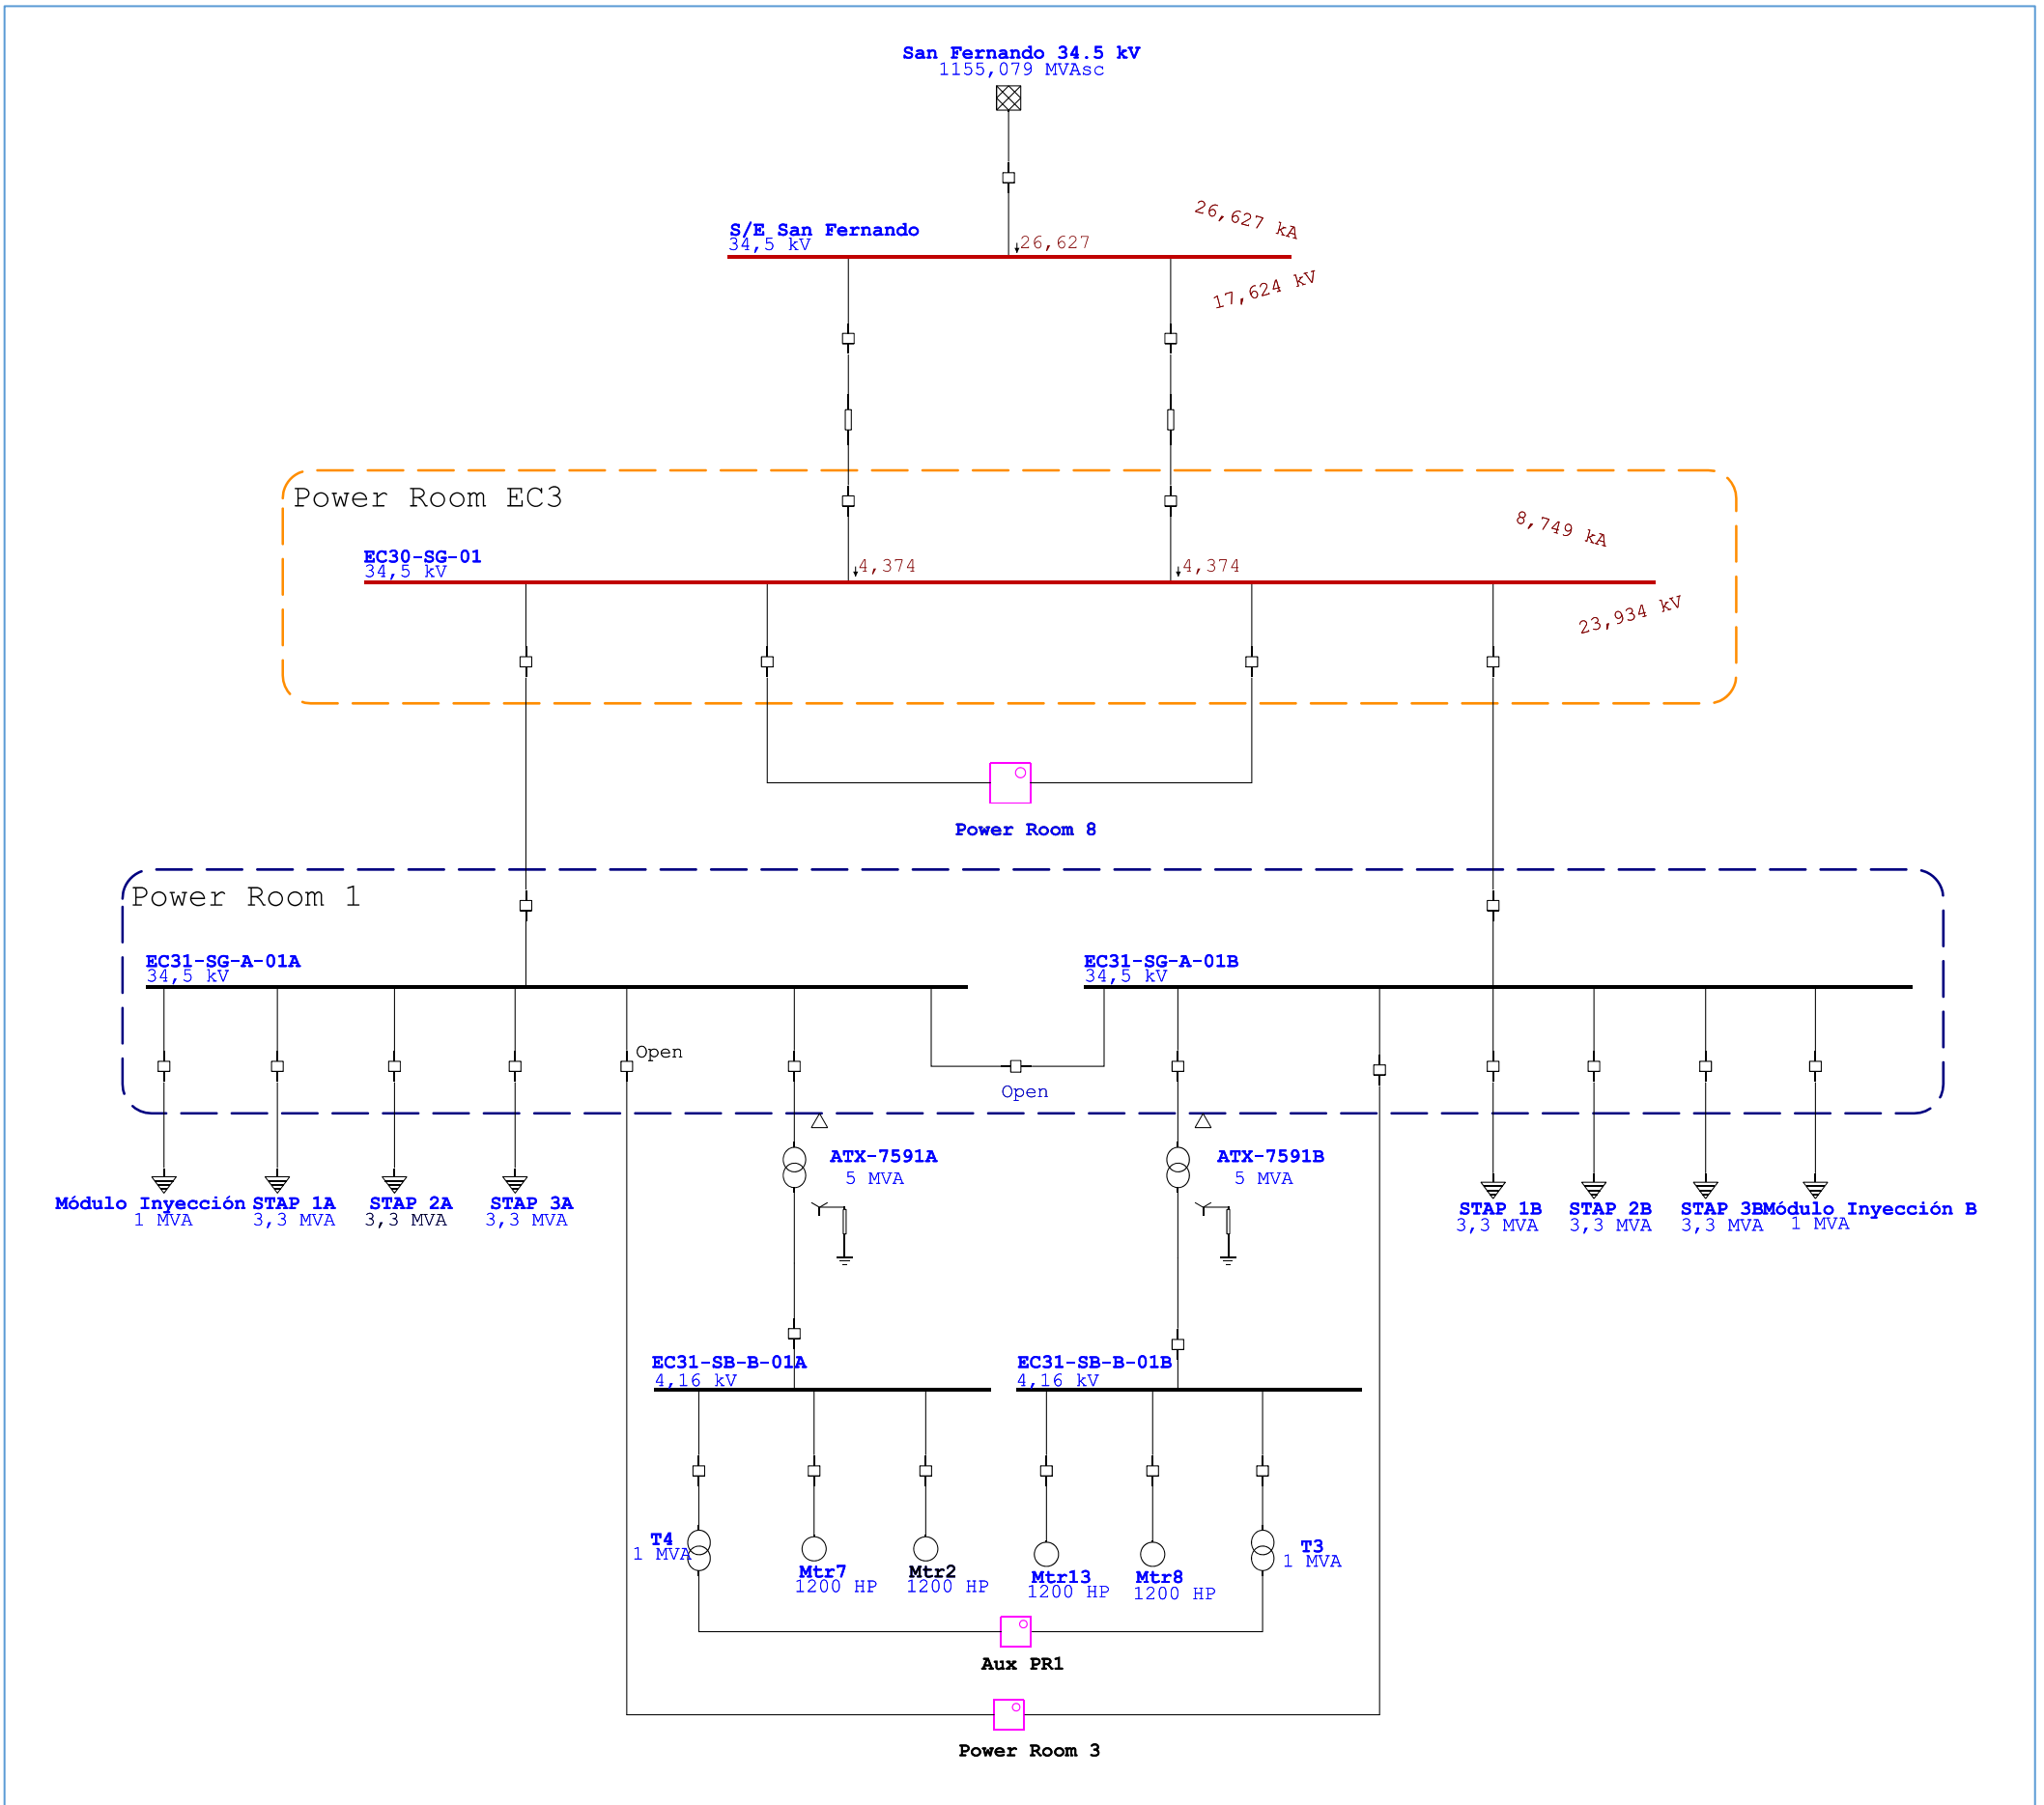 San Fernando 34.5 kV
1155,079 MVAsc
26,627 kA
S/E San Fernando
34,5 kV
26,627
17,624 kV
Power Room EC3
8,749 kA
EC30-SG-01
34,5 kV
4,374
4,374
23,934 kV
Power Room 8
Power Room 1
EC31-SG-A-01A
34,5 kV
EC31-SG-A-01B
34,5 kV
Open
Open
ATX-7591A
5 MVA
ATX-7591B
5 MVA
Módulo Inyección
1 MVA
STAP 1A
3,3 MVA
STAP 2A
3,3 MVA
STAP 3A
3,3 MVA
STAP 1B
3,3 MVA
STAP 2B
3,3 MVA
STAP 3B
3,3 MVA
Módulo Inyección B
1 MVA
EC31-SB-B-01A
4,16 kV
EC31-SB-B-01B
4,16 kV
T4
1 MVA
Mtr7
1200 HP
Mtr2
1200 HP
Mtr13
1200 HP
Mtr8
1200 HP
T3
1 MVA
Aux PR1
Power Room 3